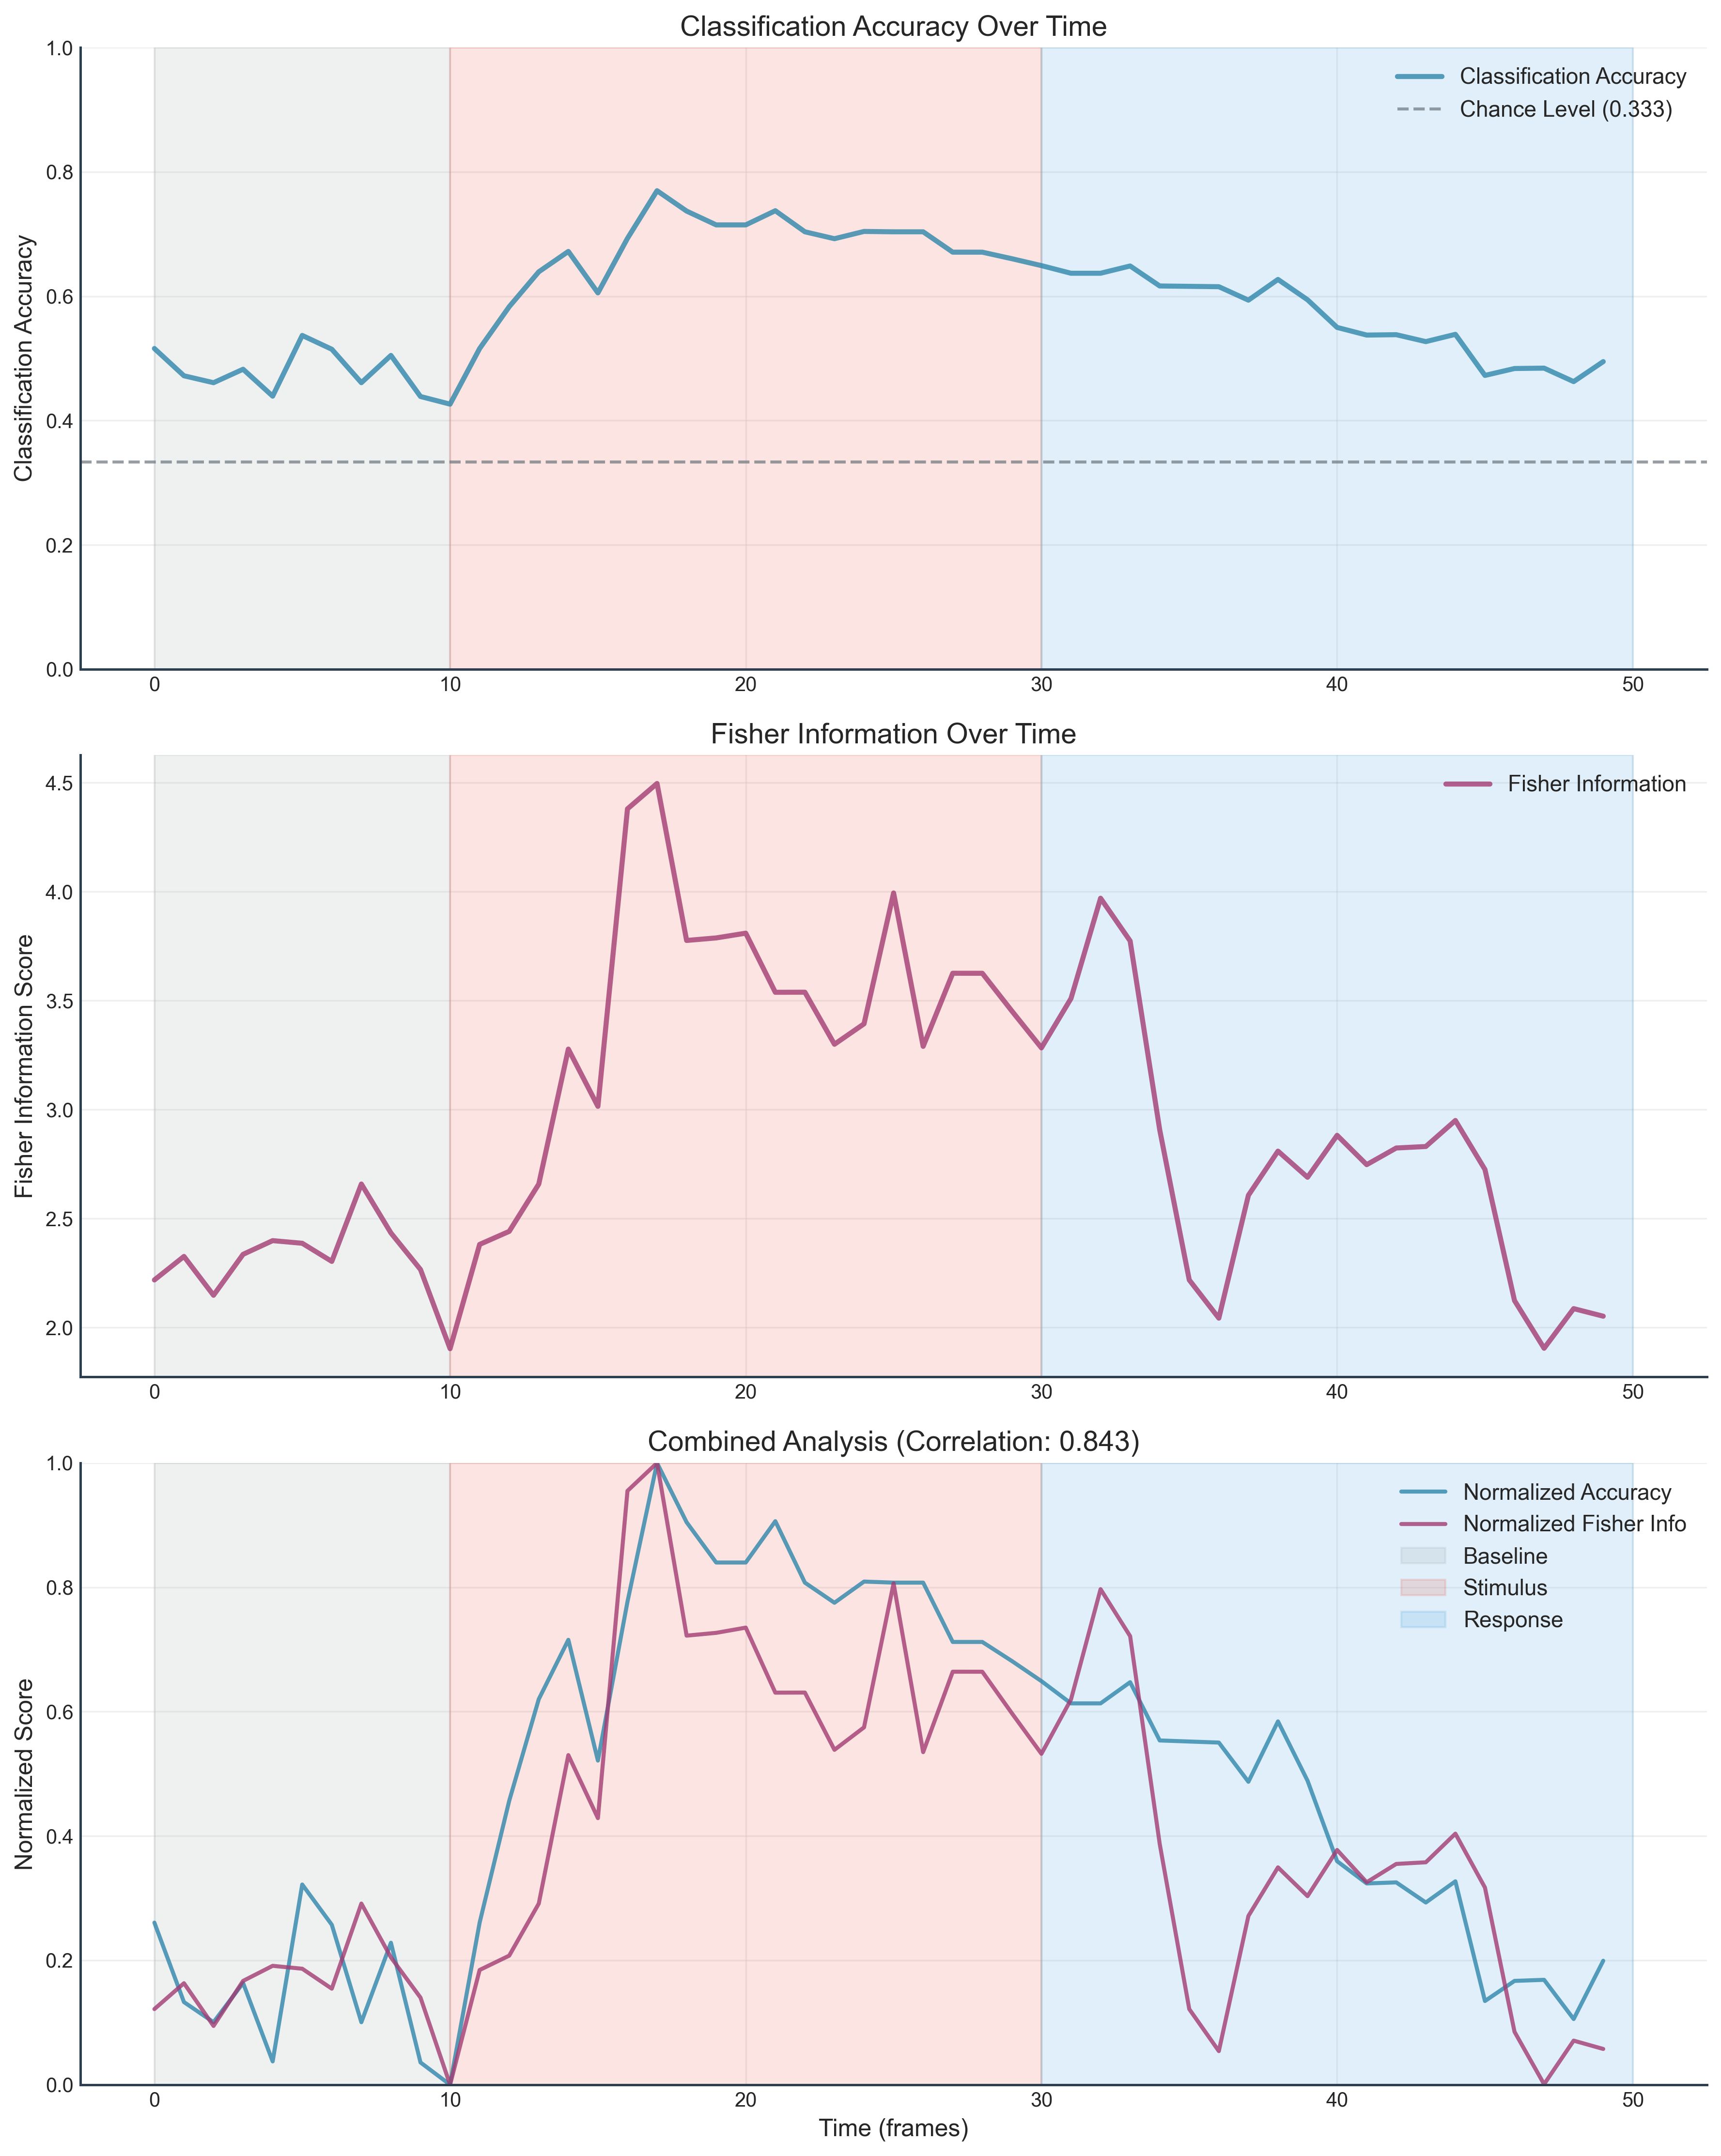 Classification Accuracy Over Time
Classification Accuracy
Chance Level (0.333)
Classification Accuracy
1.0
0.8
0.6
0.4
0.2
0.0
0 10 20 30 40 50
Fisher Information Over Time
Fisher Information
Fisher Information Score
4.5
4.0
3.5
3.0
2.5
2.0
0 10 20 30 40 50
Combined Analysis (Correlation: 0.843)
Normalized Accuracy
Normalized Fisher Info
Baseline
Stimulus
Response
Normalized Score
1.0
0.8
0.6
0.4
0.2
0.0
0 10 20 30 40 50
Time (frames)